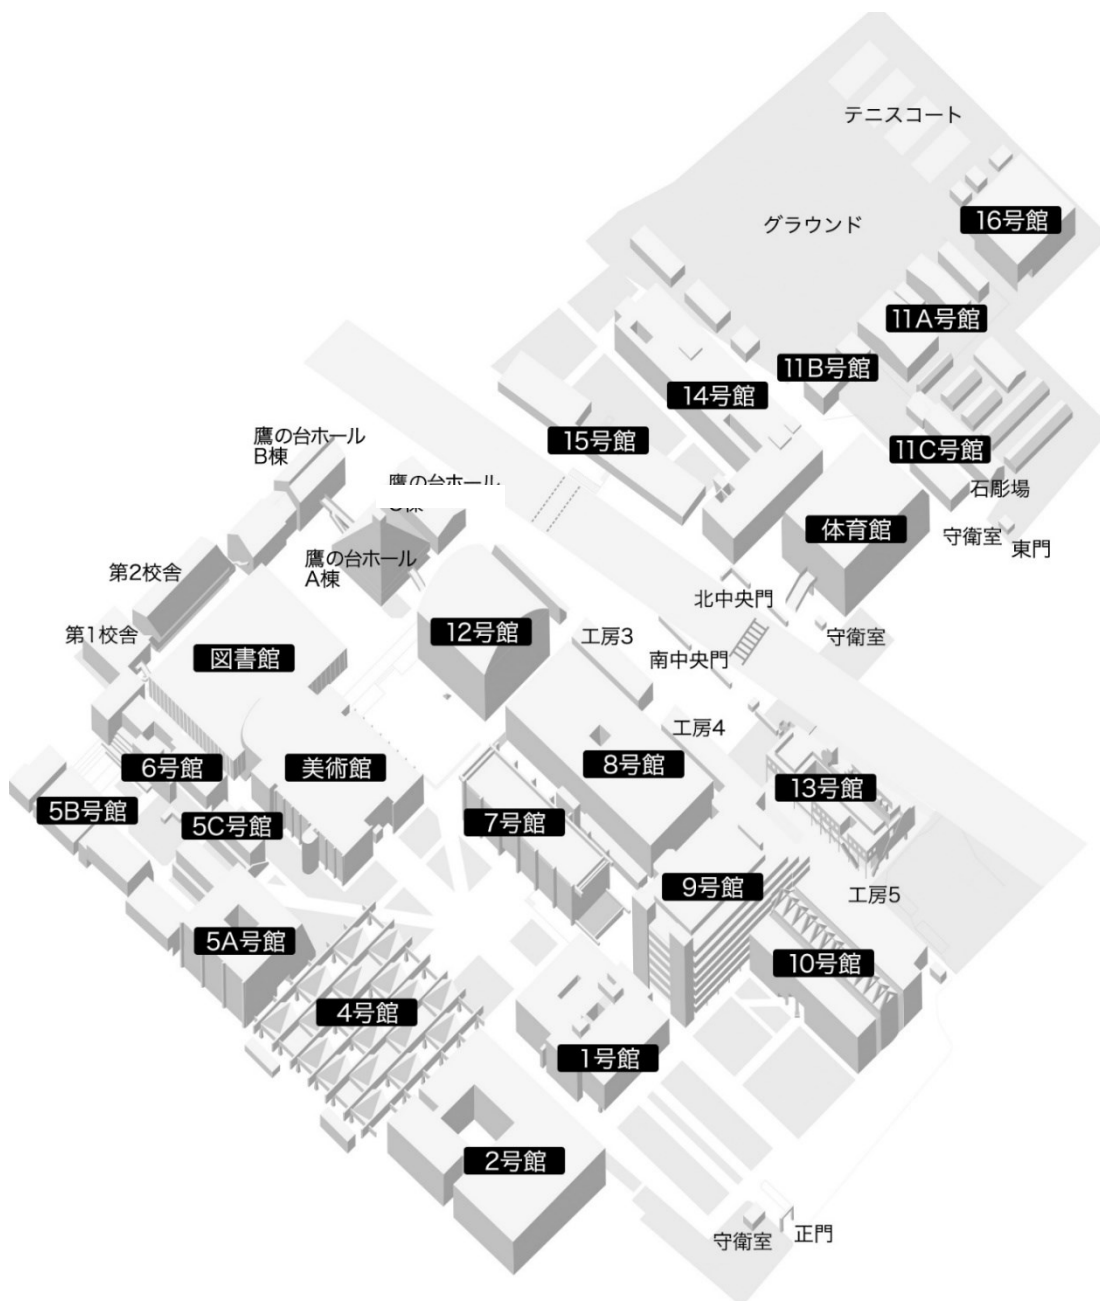 テニスコート
16号館
グラウンド
11A号館
11B号館
14号館
15号館
11C号館
石彫場
体育館
守衛室
東門
鷹の台ホール
B棟
鷹の台ホール
鷹の台ホール
A棟
第2校舎
第1校舎
北中央門
守衛室
12号館
工房3
南中央門
図書館
工房4
6号館
美術館
8号館
13号館
5B号館
5C号館
7号館
9号館
工房5
5A号館
10号館
4号館
1号館
2号館
守衛室
正門